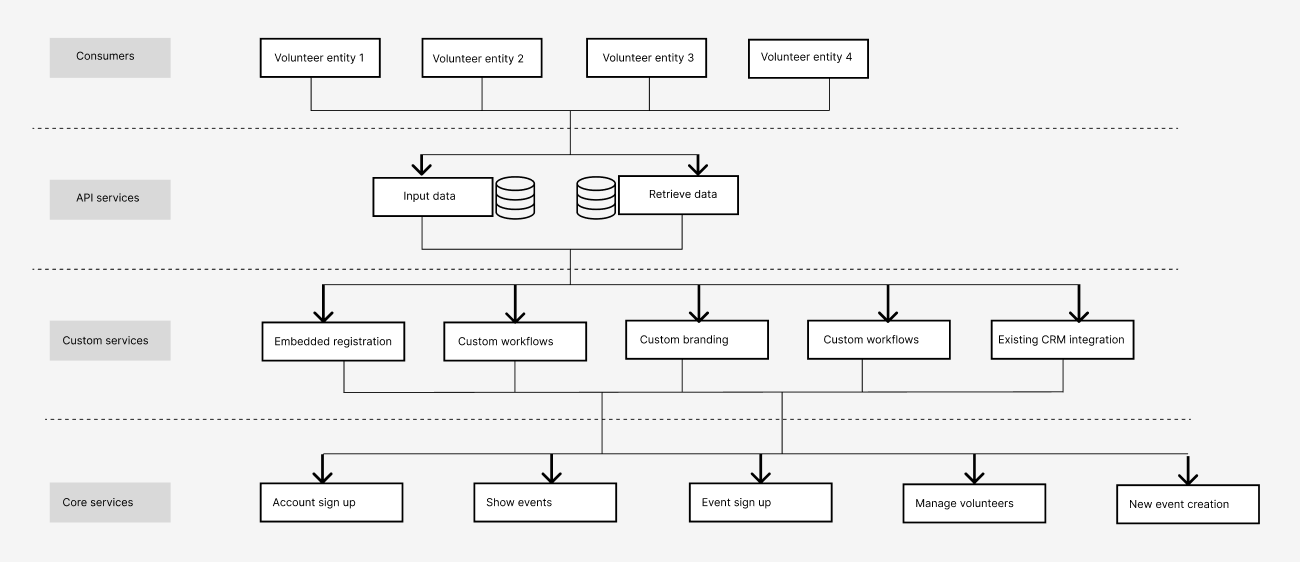 Consumers
Volunteer entity 1
Volunteer entity 2
Volunteer entity 3
Volunteer entity 4
API services
Input data
Retrieve data
Custom services
Embedded registration
Custom workflows
Custom branding
Custom workflows
Existing CRM integration
Core services
Account sign up
Show events
Event sign up
Manage volunteers
New event creation